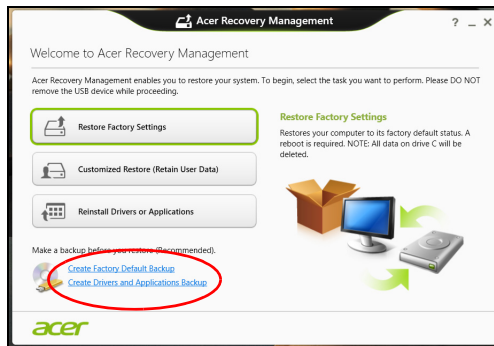 Acer Recovery Management
? _ X
Welcome to Acer Recovery Management
Acer Recovery Management enables you to restore your system. To begin, select the task you want to perform. Please DO NOT
remove the USB device while proceeding.
Restore Factory Settings
Customized Restore (Retain User Data)
Reinstall Drivers or Applications
Restore Factory Settings
Restores your computer to its factory default status. A
reboot is required. NOTE: All data on drive C will be
deleted.
Make a backup before you restore (Recommended).
Create Factory Default Backup
Create Drivers and Applications Backup
acer